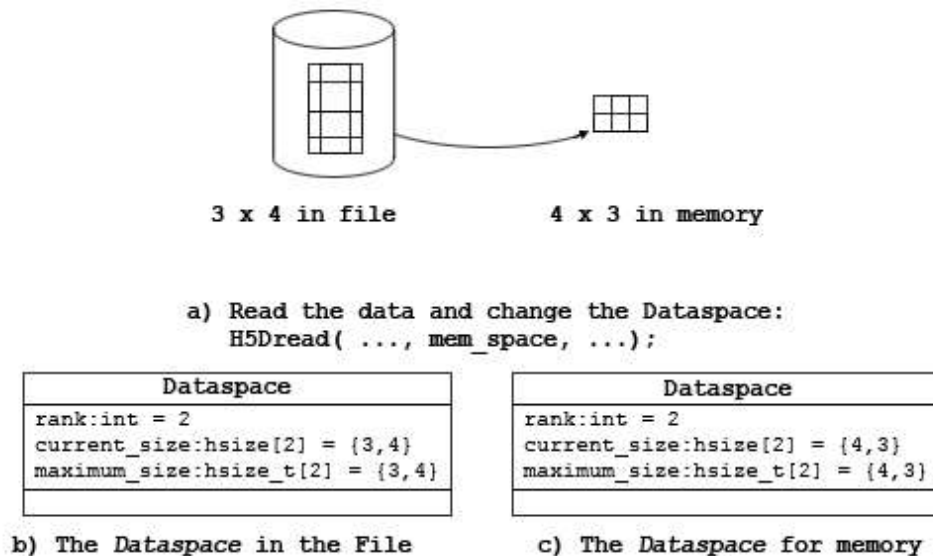 3 x 4 in file
4 x 3 in memory
a) Read the data and change the Dataspace:
H5Dread( ..., mem_space, ...);
Dataspace
rank:int = 2
current_size:hsize[2] = {3,4}
maximum_size:hsize_t[2] = {3,4}
b) The Dataspace in the File
Dataspace
rank:int = 2
current_size:hsize[2] = {4,3}
maximum_size:hsize_t[2] = {4,3}
c) The Dataspace for memory